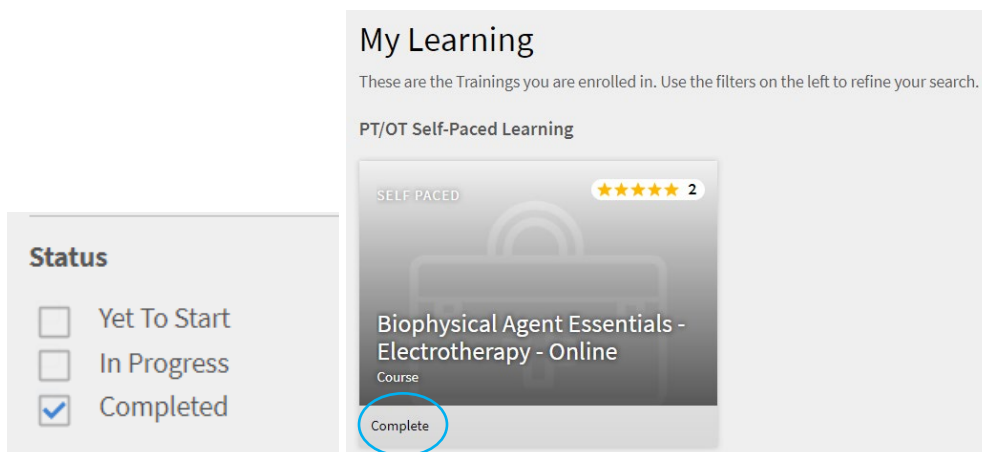 My Learning
These are the Trainings you are enrolled in. Use the filters on the left to refine your search.
PT/OT Self-Paced Learning
SELF PACED
2
Biophysical Agent Essentials -
Electrotherapy - Online
Course
Complete
Status
Yet To Start
In Progress
Completed